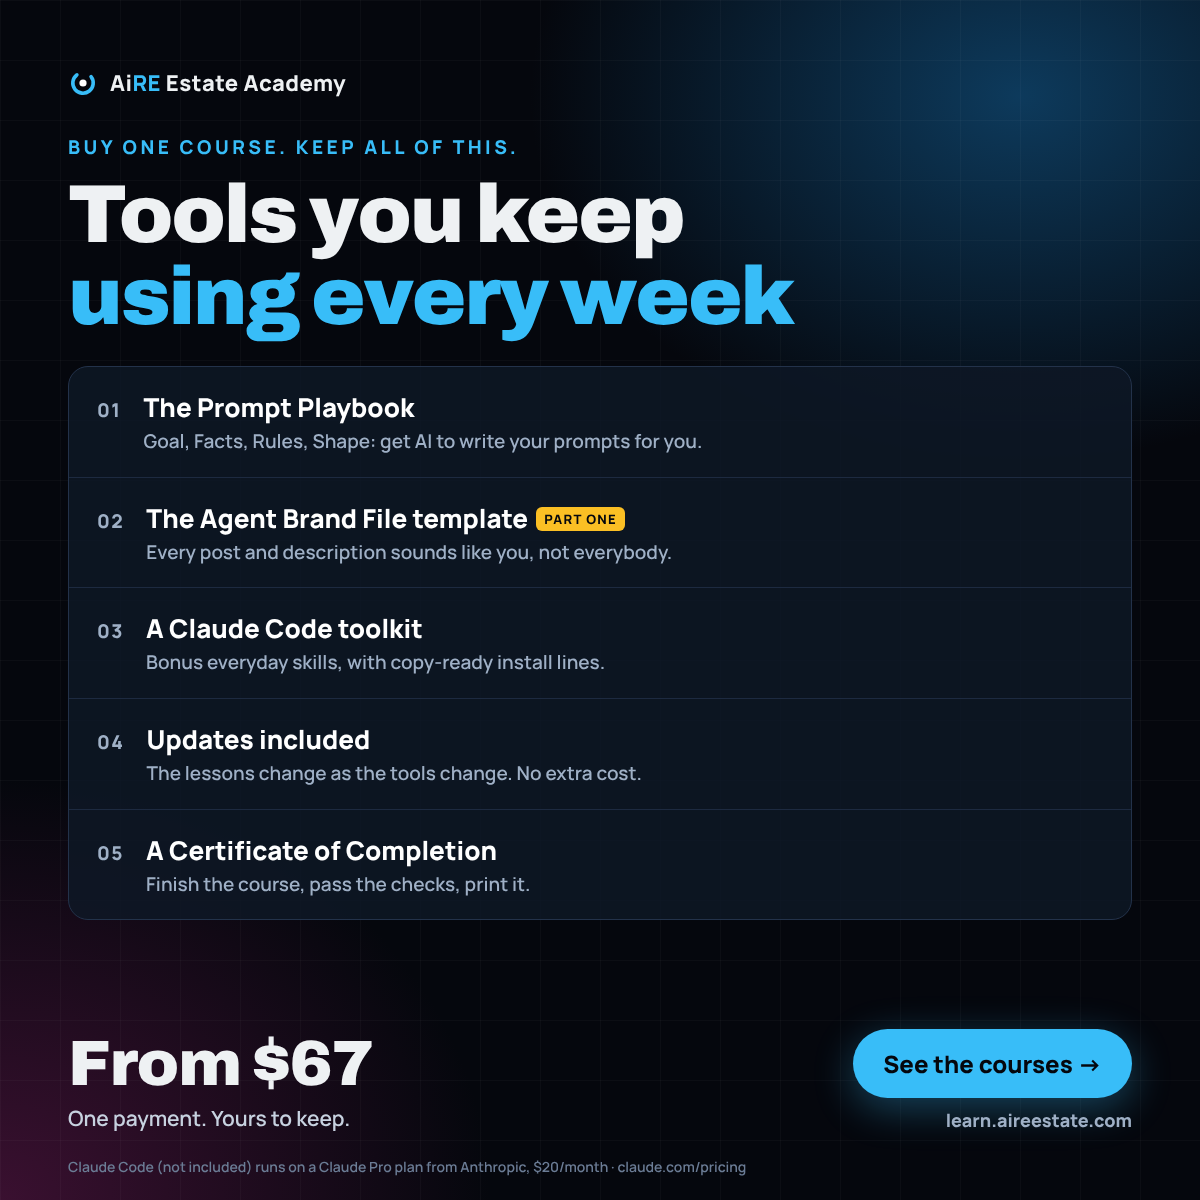 AiRE Estate Academy
BUY ONE COURSE. KEEP ALL OF THIS.
Tools you keep
using every week
01 The Prompt Playbook
Goal, Facts, Rules, Shape: get AI to write your prompts for you.
02 The Agent Brand File template PART ONE
Every post and description sounds like you, not everybody.
03 A Claude Code toolkit
Bonus everyday skills, with copy-ready install lines.
04 Updates included
The lessons change as the tools change. No extra cost.
05 A Certificate of Completion
Finish the course, pass the checks, print it.
From $67
One payment. Yours to keep.
See the courses →
learn.aireestate.com
Claude Code (not included) runs on a Claude Pro plan from Anthropic, $20/month · claude.com/pricing